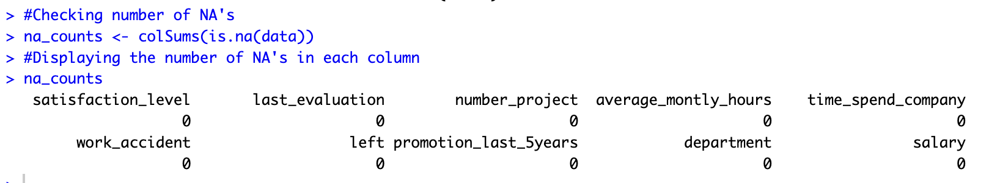 > #Checking number of NA's
> na_counts <- colSums(is.na(data))
> #Displaying the number of NA's in each column
> na_counts
satisfaction_level last_evaluation number_project average_montly_hours time_spend_company
0 0 0 0 0
work_accident left promotion_last_5years department salary
0 0 0 0 0